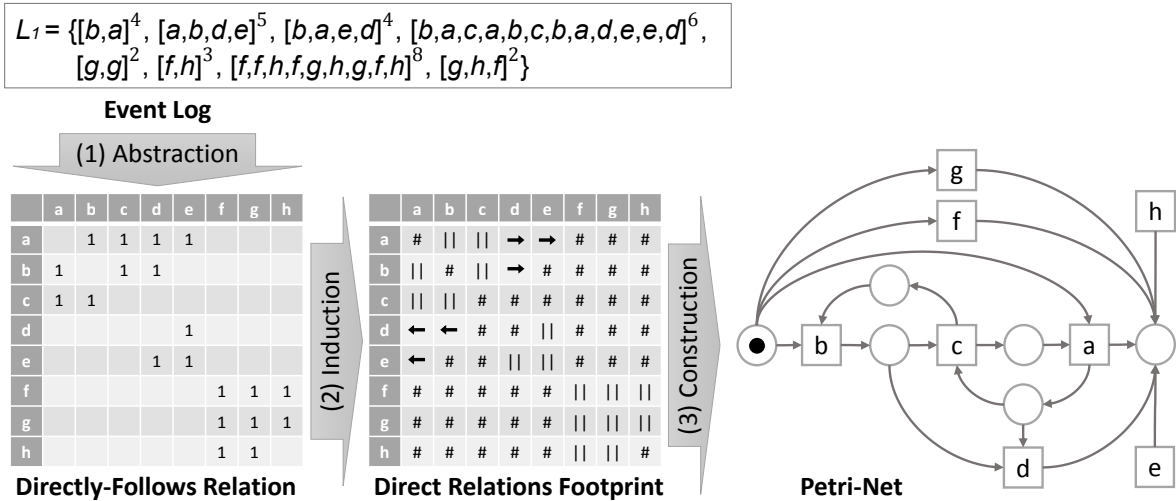 L1 = {[b,a]^4, [a,b,d,e]^5, [b,a,e,d]^4, [b,a,c,a,b,c,b,a,d,e,e,d]^6,
[g,g]^2, [f,h]^3, [f,f,h,f,g,h,g,f,h]^8, [g,h,f]^2}
Event Log
(1) Abstraction
a b c d e f g h
a 1 1 1 1
b 1 1 1
c 1 1
d 1
e 1 1
f 1 1 1
g 1 1 1
h 1 1
Directly-Follows Relation
(2) Induction
a b c d e f g h
a # || || → → # # #
b || # || → # # # #
c || || # # # # # #
d ← ← # # || # # #
e ← # # || || # # #
f # # # # # || || ||
g # # # # # || || ||
h # # # # # || || #
Direct Relations Footprint
(3) Construction
g
h
f
b
c
a
d
e
Petri-Net